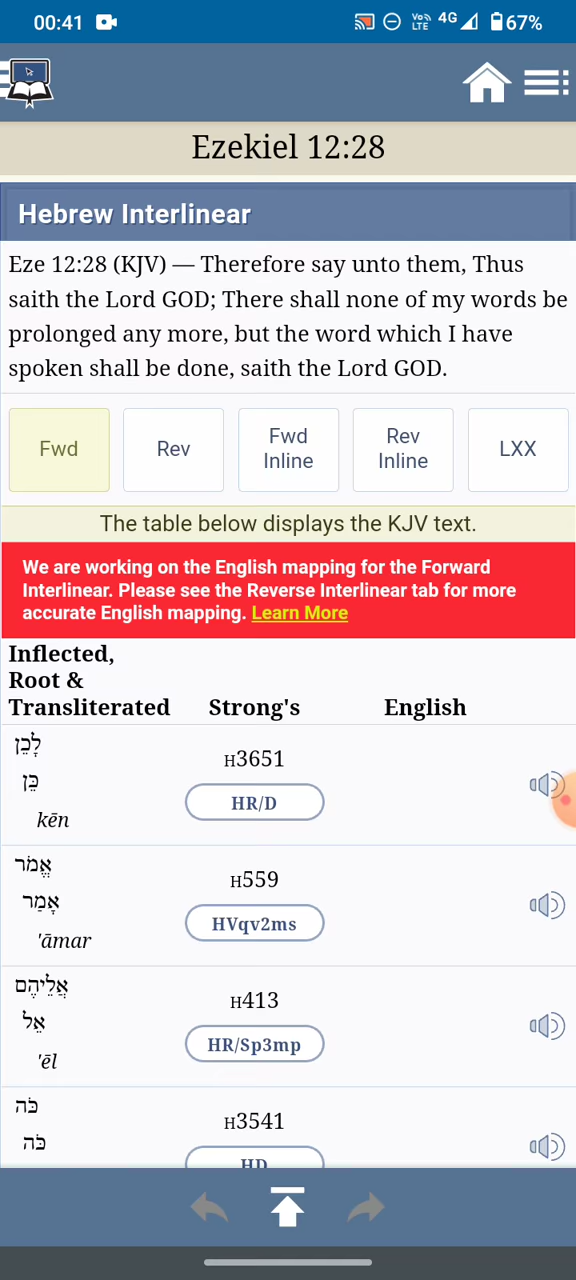 00:41 Vo)) LTE 4G 67%
Ezekiel 12:28
Hebrew Interlinear
Eze 12:28 (KJV) — Therefore say unto them, Thus
saith the Lord GOD; There shall none of my words be
prolonged any more, but the word which I have
spoken shall be done, saith the Lord GOD.
Fwd Rev Fwd Inline Rev Inline LXX
The table below displays the KJV text.
We are working on the English mapping for the Forward
Interlinear. Please see the Reverse Interlinear tab for more
accurate English mapping. Learn More
Inflected,
Root &
Transliterated Strong's English
לָכֵן
H3651
כֵּן
HR/D
kēn
אֱמֹר
H559
אָמַר
HVqv2ms
'āmar
אֲלֵיהֶם
H413
אֵל
HR/Sp3mp
'ēl
כֹּה
H3541
כֹּה
HD